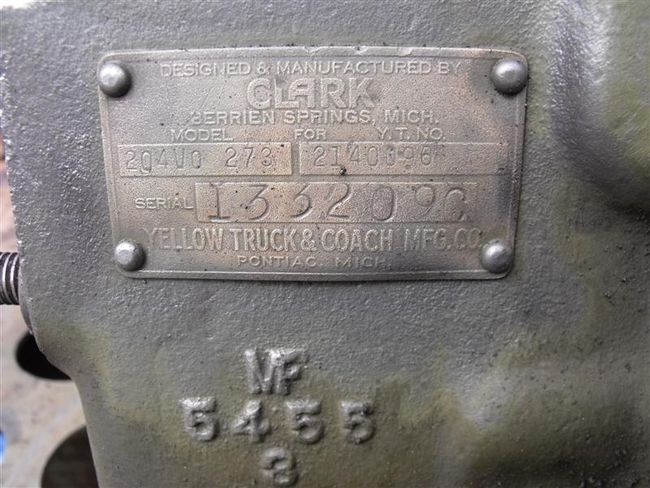 DESIGNED & MANUFACTURED BY
CLARK
BERRIEN SPRINGS, MICH.
MODEL FOR Y.T. NO.
204VO 273 2140096
SERIAL
YELLOW TRUCK & COACH MFG. CO.
PONTIAC, MICH.
MF
5455
3